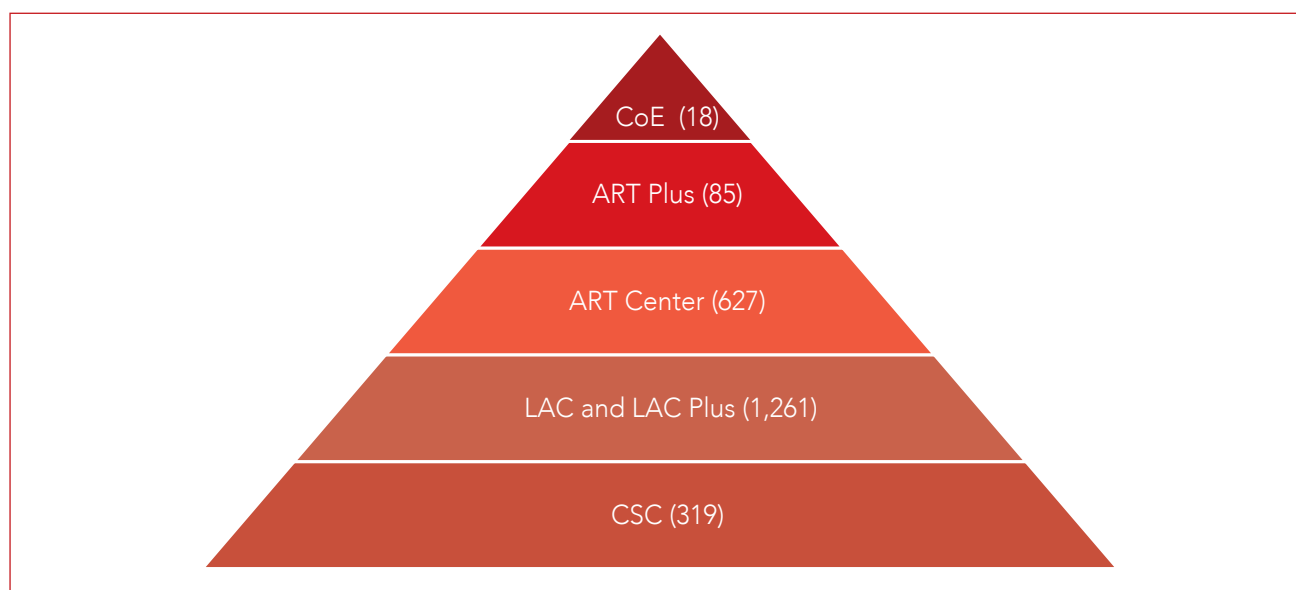 CoE (18)
ART Plus (85)
ART Center (627)
LAC and LAC Plus (1,261)
CSC (319)